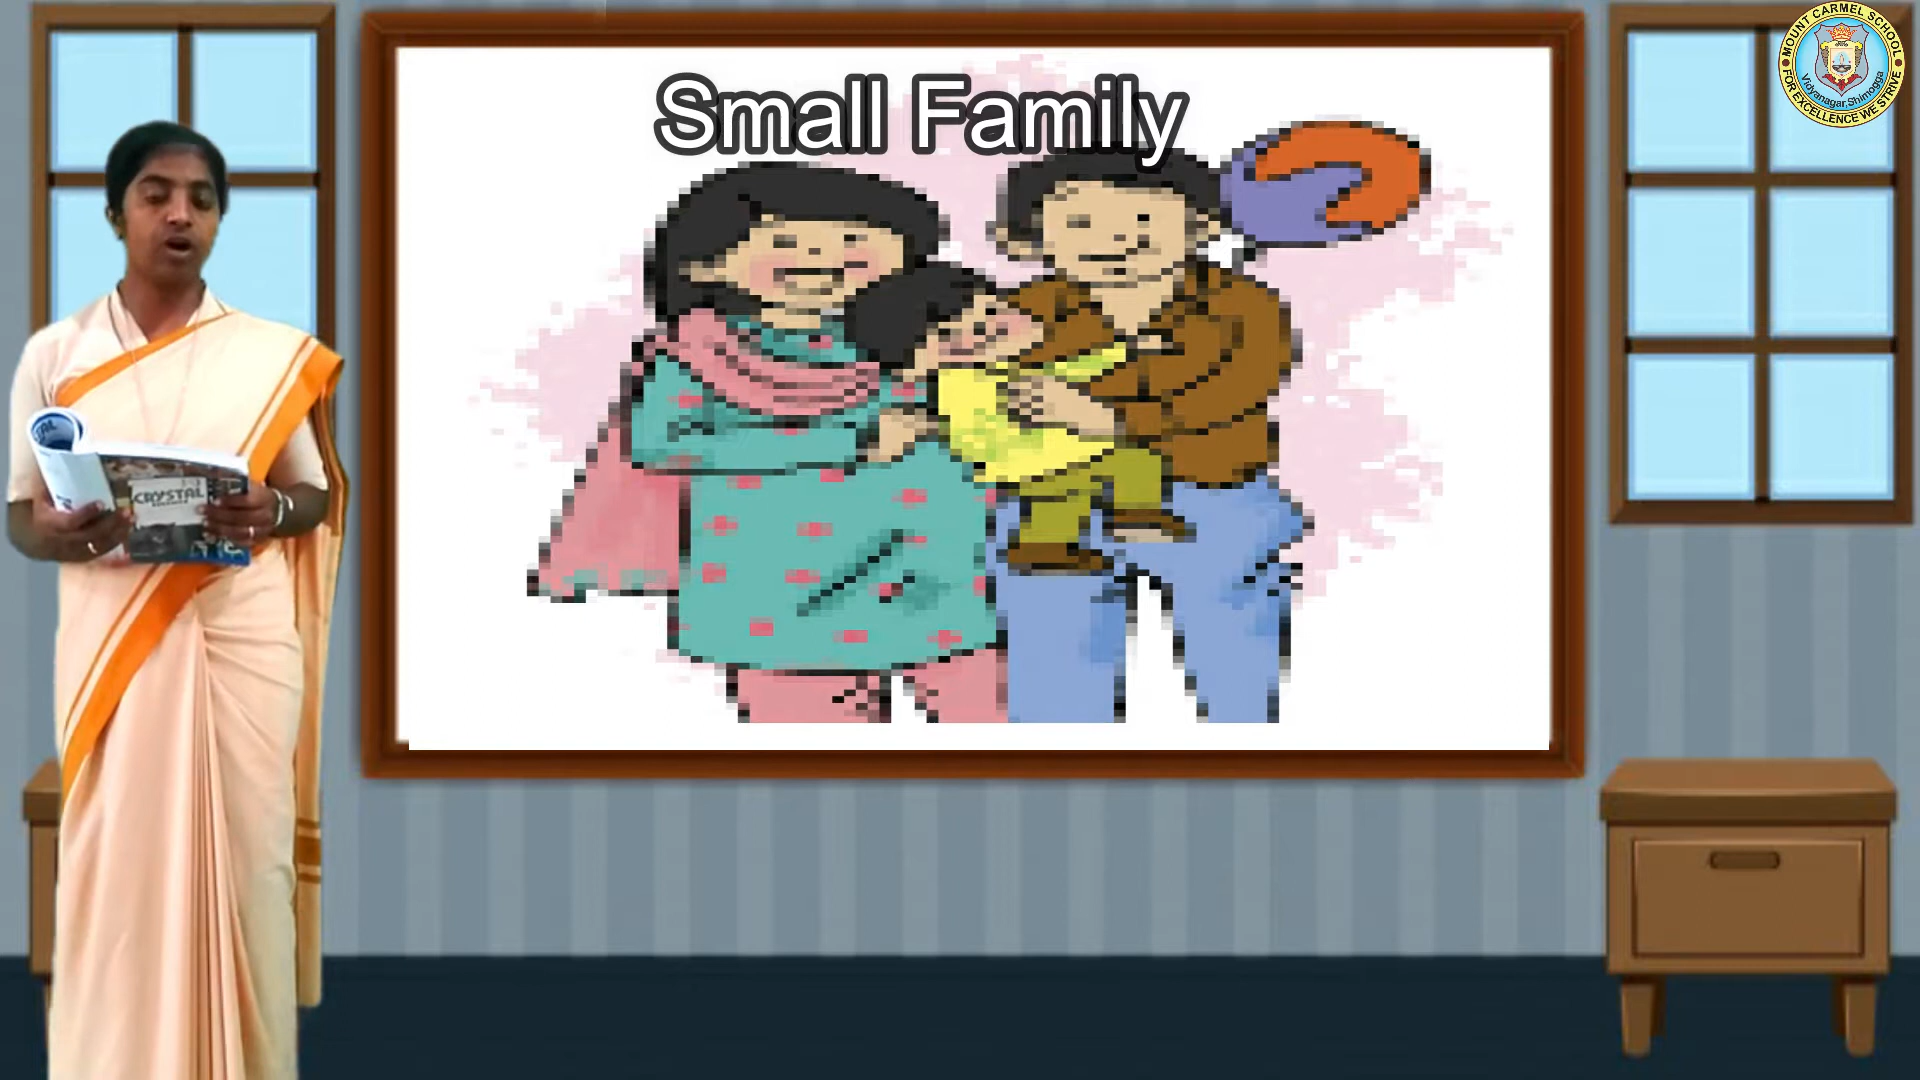 Small Family
MOUNT CARMEL SCHOOL
Vidyanagar, Shimoga
FOR EXCELLENCE WE STRIVE
CRYSTAL